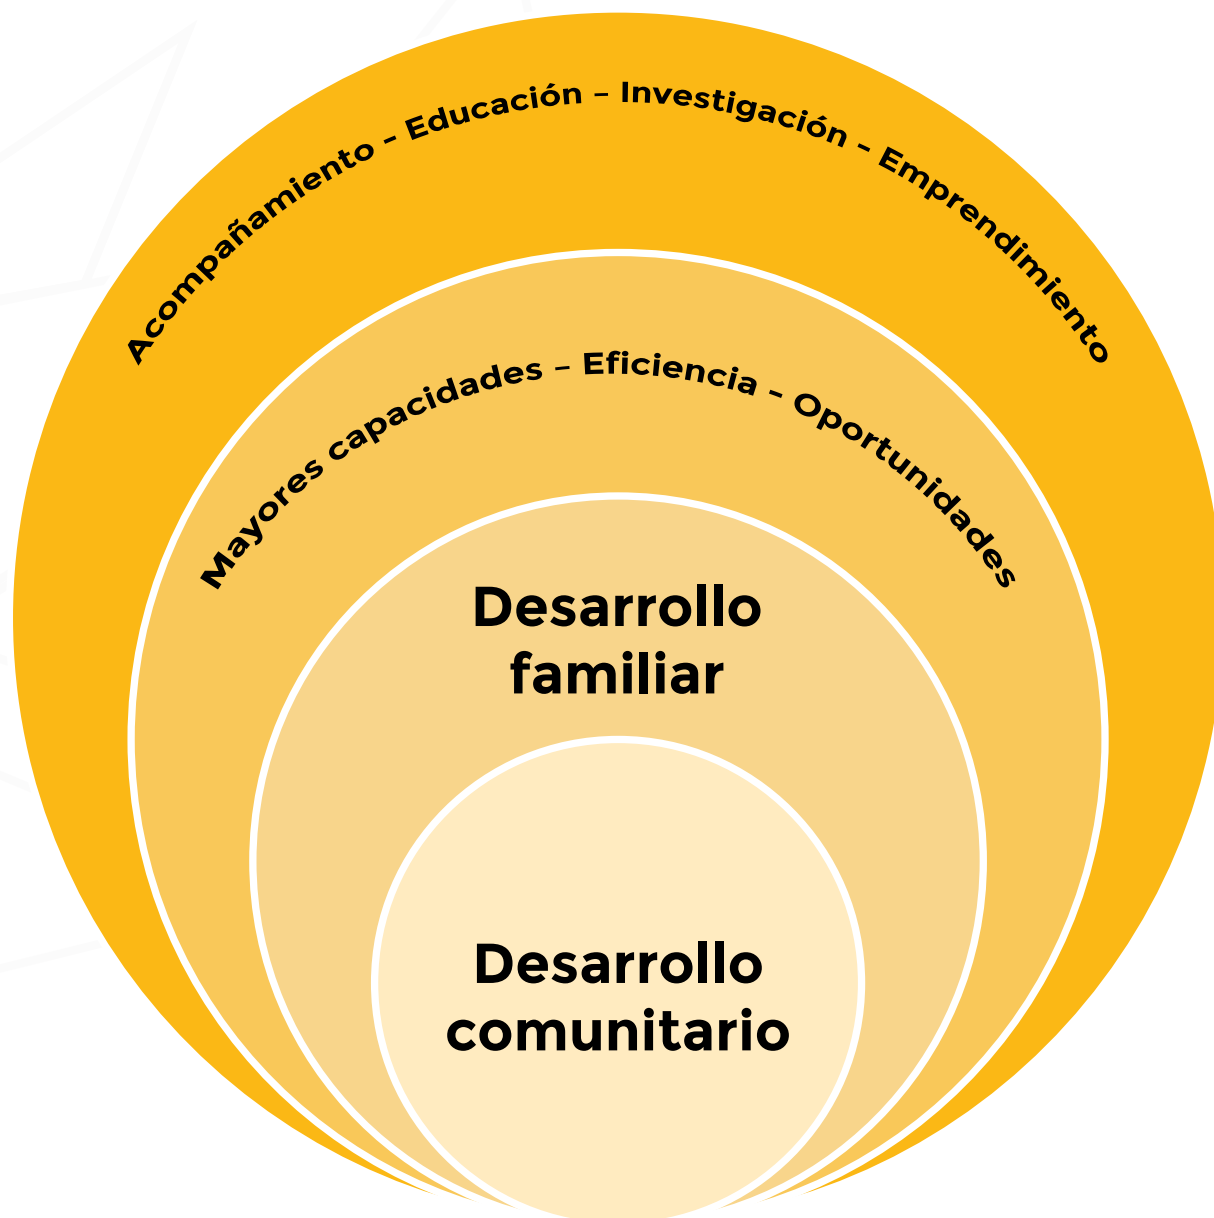 Acompañamiento - Educación – Investigación - Emprendimiento
Mayores capacidades – Eficiencia - Oportunidades
Desarrollo
familiar
Desarrollo
comunitario